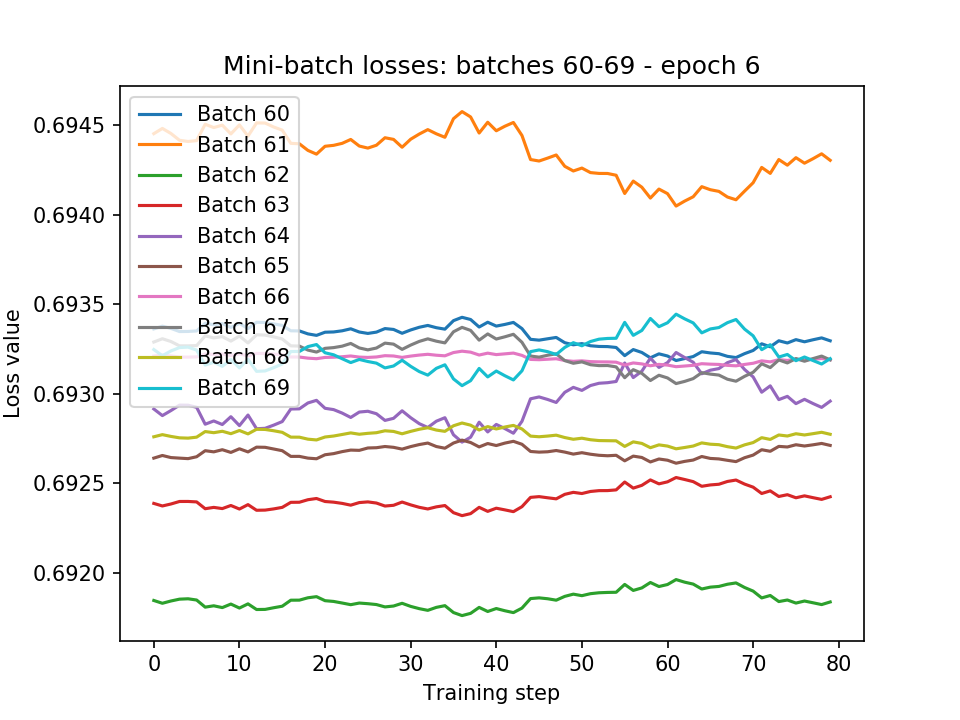 Mini-batch losses: batches 60-69 - epoch 6
Batch 60
Batch 61
Batch 62
Batch 63
Batch 64
Batch 65
Batch 66
Batch 67
Batch 68
Batch 69
0.6945
0.6940
0.6935
0.6930
0.6925
0.6920
Loss value
0 10 20 30 40 50 60 70 80
Training step